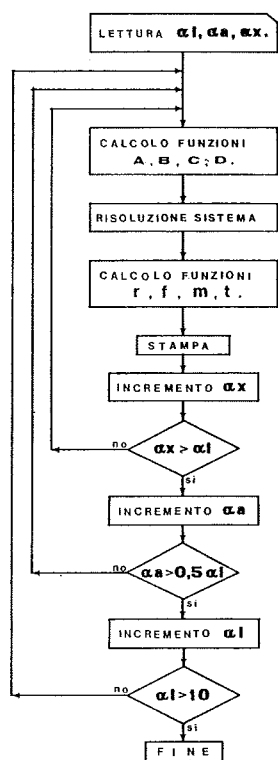 LETTURA αl, αa, αx.
CALCOLO FUNZIONI
A, B, C, D.
RISOLUZIONE SISTEMA
CALCOLO FUNZIONI
r, f, m, t.
STAMPA
INCREMENTO αx
αx > αl
no
si
INCREMENTO αa
αa>0,5 αl
no
si
INCREMENTO αl
αl>10
no
si
FINE